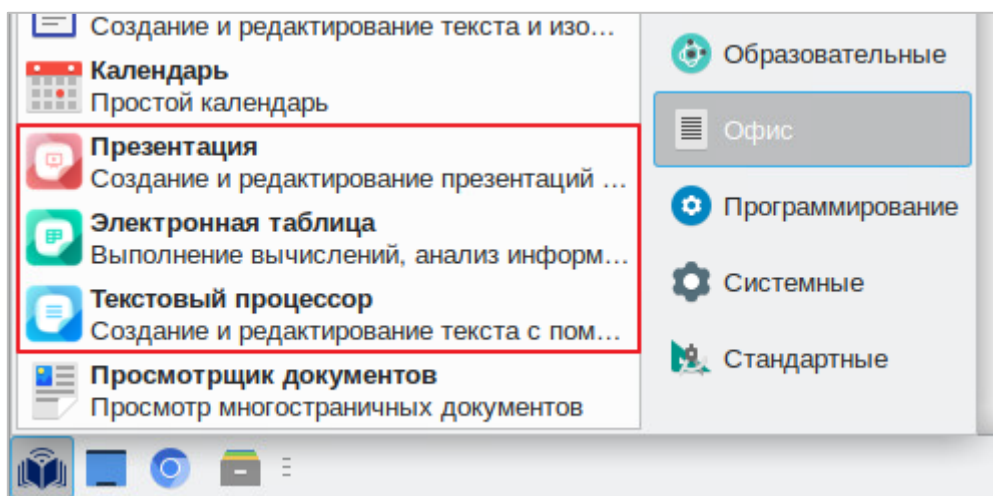 Создание и редактирование текста и изо...
Календарь
Простой календарь
Презентация
Создание и редактирование презентаций ...
Электронная таблица
Выполнение вычислений, анализ информ...
Текстовый процессор
Создание и редактирование текста с пом...
Просмотрщик документов
Просмотр многостраничных документов
Образовательные
Офис
Программирование
Системные
Стандартные